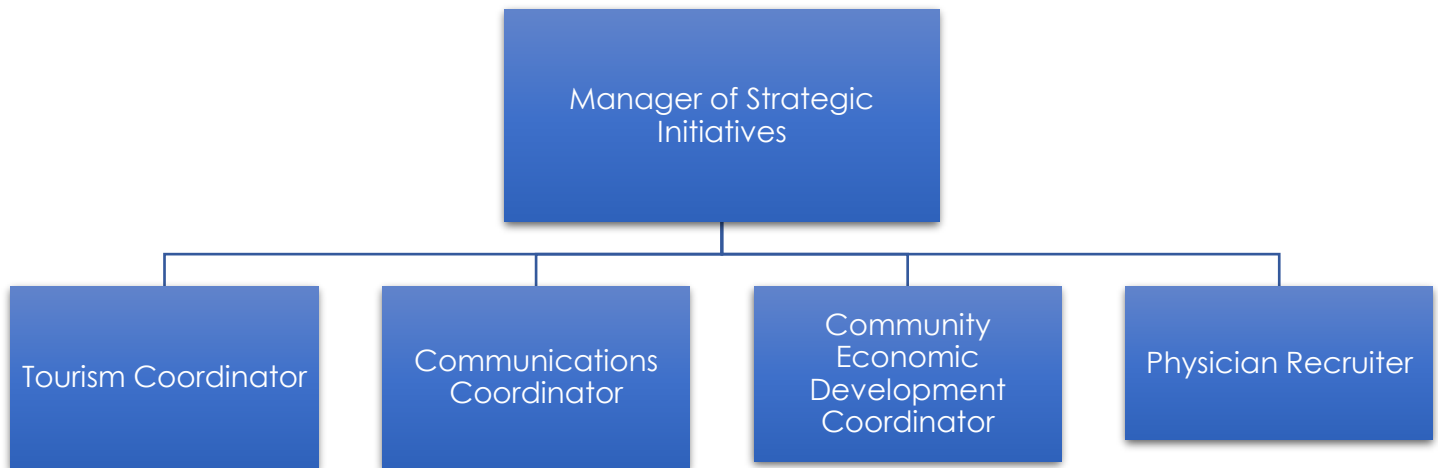 Manager of Strategic
Initiatives
Tourism Coordinator
Communications
Coordinator
Community
Economic
Development
Coordinator
Physician Recruiter